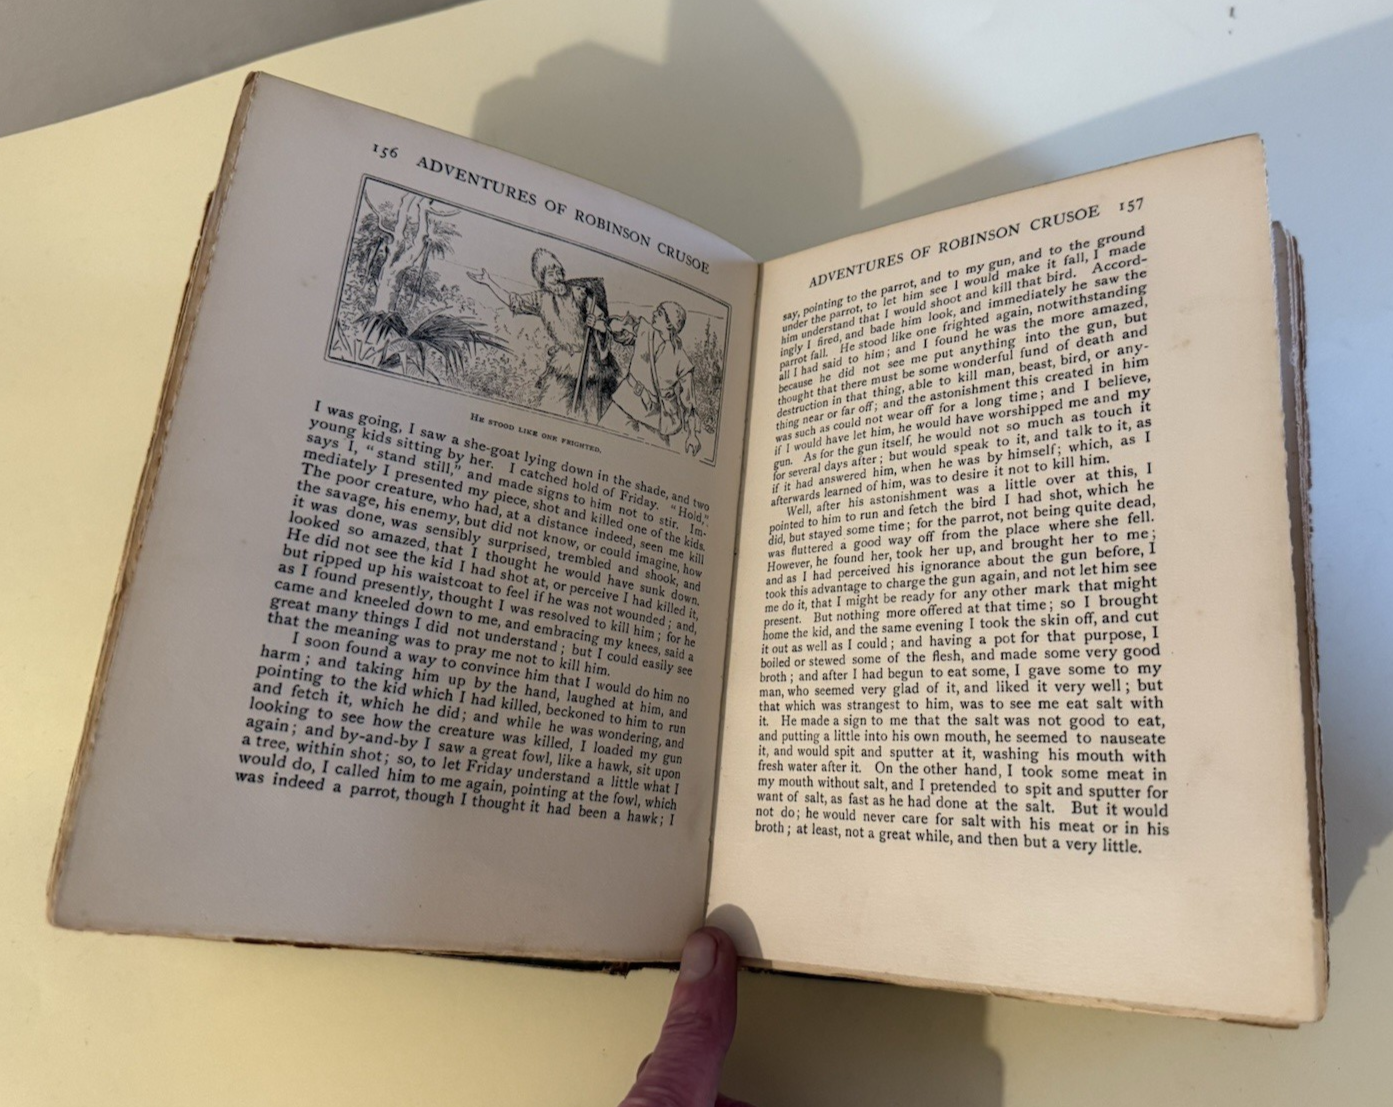 156 ADVENTURES OF ROBINSON CRUSOE
HE STOOD LIKE ONE FRIGHTED.
I was going, I saw a she-goat lying down in the shade, and two
young kids sitting by her. I catched hold of Friday. "Hold,"
says I, "stand still," and made signs to him not to stir. Im-
mediately I presented my piece, shot and killed one of the kids.
The poor creature, who had, at a distance indeed, seen me kill
the savage, his enemy, but did not know, or could imagine, how
it was done, was sensibly surprised, trembled and shook, and
looked so amazed, that I thought he would have sunk down.
He did not see the kid I had shot at, or perceive I had killed it,
but ripped up his waistcoat to feel if he was not wounded; and,
as I found presently, thought I was resolved to kill him; for he
came and kneeled down to me, and embracing my knees, said a
great many things I did not understand; but I could easily see
that the meaning was to pray me not to kill him.
I soon found a way to convince him that I would do him no
harm; and taking him up by the hand, laughed at him, and
pointing to the kid which I had killed, beckoned to him to run
and fetch it, which he did; and while he was wondering, and
looking to see how the creature was killed, I loaded my gun
again; and by-and-by I saw a great fowl, like a hawk, sit upon
a tree, within shot; so, to let Friday understand a little what I
would do, I called him to me again, pointing at the fowl, which
was indeed a parrot, though I thought it had been a hawk; I
ADVENTURES OF ROBINSON CRUSOE 157
say, pointing to the parrot, and to my gun, and to the ground
under the parrot, to let him see I would make it fall, I made
him understand that I would shoot and kill that bird. Accord-
ingly I fired, and bade him look, and immediately he saw the
parrot fall. He stood like one frighted again, notwithstanding
all I had said to him; and I found he was the more amazed,
because he did not see me put anything into the gun, but
thought that there must be some wonderful fund of death and
destruction in that thing, able to kill man, beast, bird, or any-
thing near or far off; and the astonishment this created in him
was such as could not wear off for a long time; and I believe,
if I would have let him, he would have worshipped me and my
gun. As for the gun itself, he would not so much as touch it
for several days after; but would speak to it, and talk to it, as
if it had answered him, when he was by himself; which, as I
afterwards learned of him, was to desire it not to kill him.
Well, after his astonishment was a little over at this, I
pointed to him to run and fetch the bird I had shot, which he
did, but stayed some time; for the parrot, not being quite dead,
was fluttered a good way off from the place where she fell.
However, he found her, took her up, and brought her to me;
and as I had perceived his ignorance about the gun before, I
took this advantage to charge the gun again, and not let him see
me do it, that I might be ready for any other mark that might
present. But nothing more offered at that time; so I brought
home the kid, and the same evening I took the skin off, and cut
it out as well as I could; and having a pot for that purpose, I
boiled or stewed some of the flesh, and made some very good
broth; and after I had begun to eat some, I gave some to my
man, who seemed very glad of it, and liked it very well; but
that which was strangest to him, was to see me eat salt with
it. He made a sign to me that the salt was not good to eat,
and putting a little into his own mouth, he seemed to nauseate
it, and would spit and sputter at it, washing his mouth with
fresh water after it. On the other hand, I took some meat in
my mouth without salt, and I pretended to spit and sputter for
want of salt, as fast as he had done at the salt. But it would
not do; he would never care for salt with his meat or in his
broth; at least, not a great while, and then but a very little.